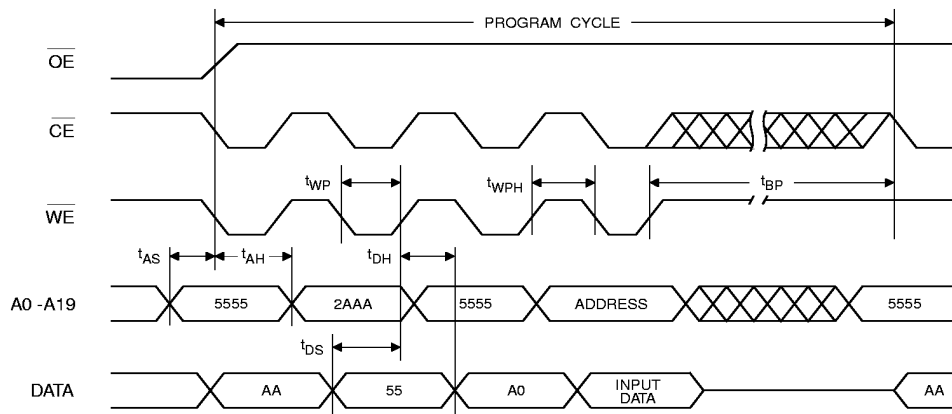 PROGRAM CYCLE
OE
CE
tWP
tWPH
tBP
WE
tAS
tAH
tDH
A0 -A19
5555
2AAA
5555
ADDRESS
5555
tDS
DATA
AA
55
A0
INPUT
DATA
AA